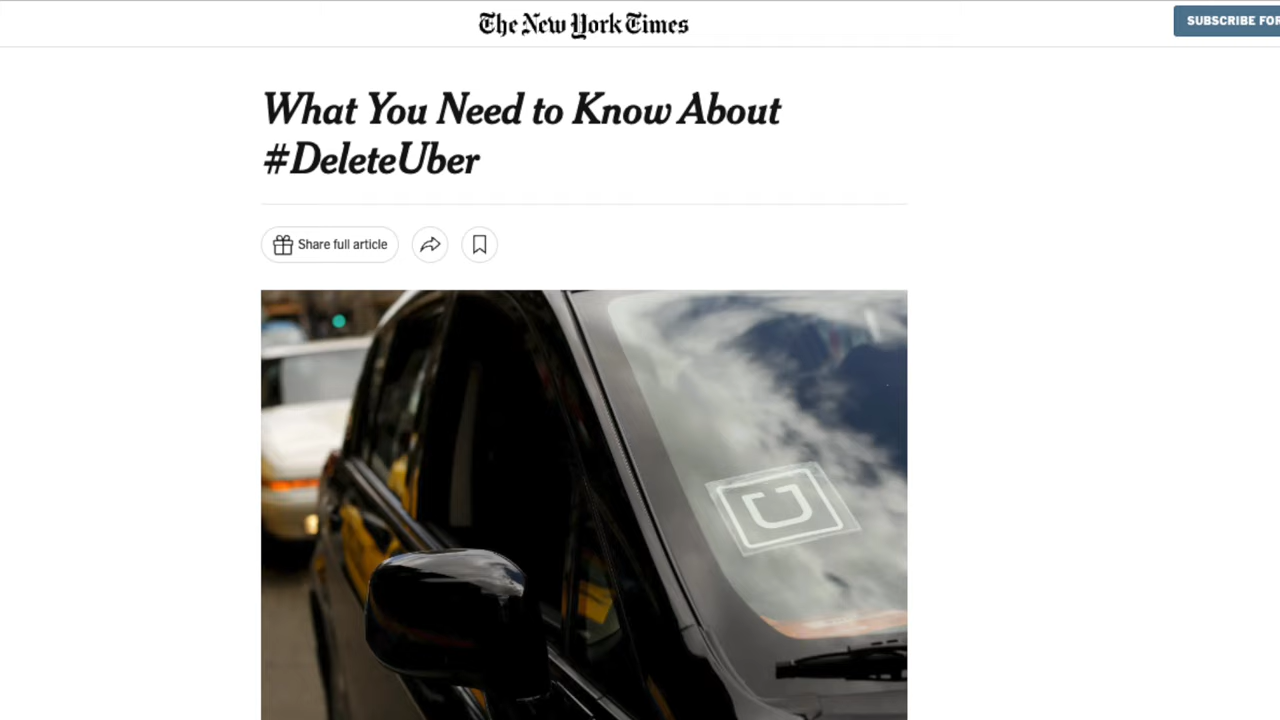 The New York Times
SUBSCRIBE FOR
What You Need to Know About
#DeleteUber
Share full article
U